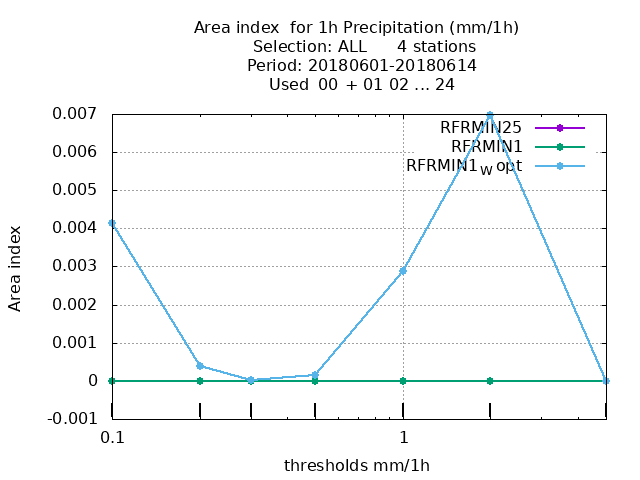 Area index  for 1h Precipitation (mm/1h)
Selection: ALL      4 stations
Period: 20180601-20180614
Used  00  + 01 02 ... 24
0.007
RFRMIN25
0.006
RFRMIN1
RFRMIN1W opt
0.005
0.004
0.003
0.002
0.001
0
-0.001
0.1
1
Area index
thresholds mm/1h